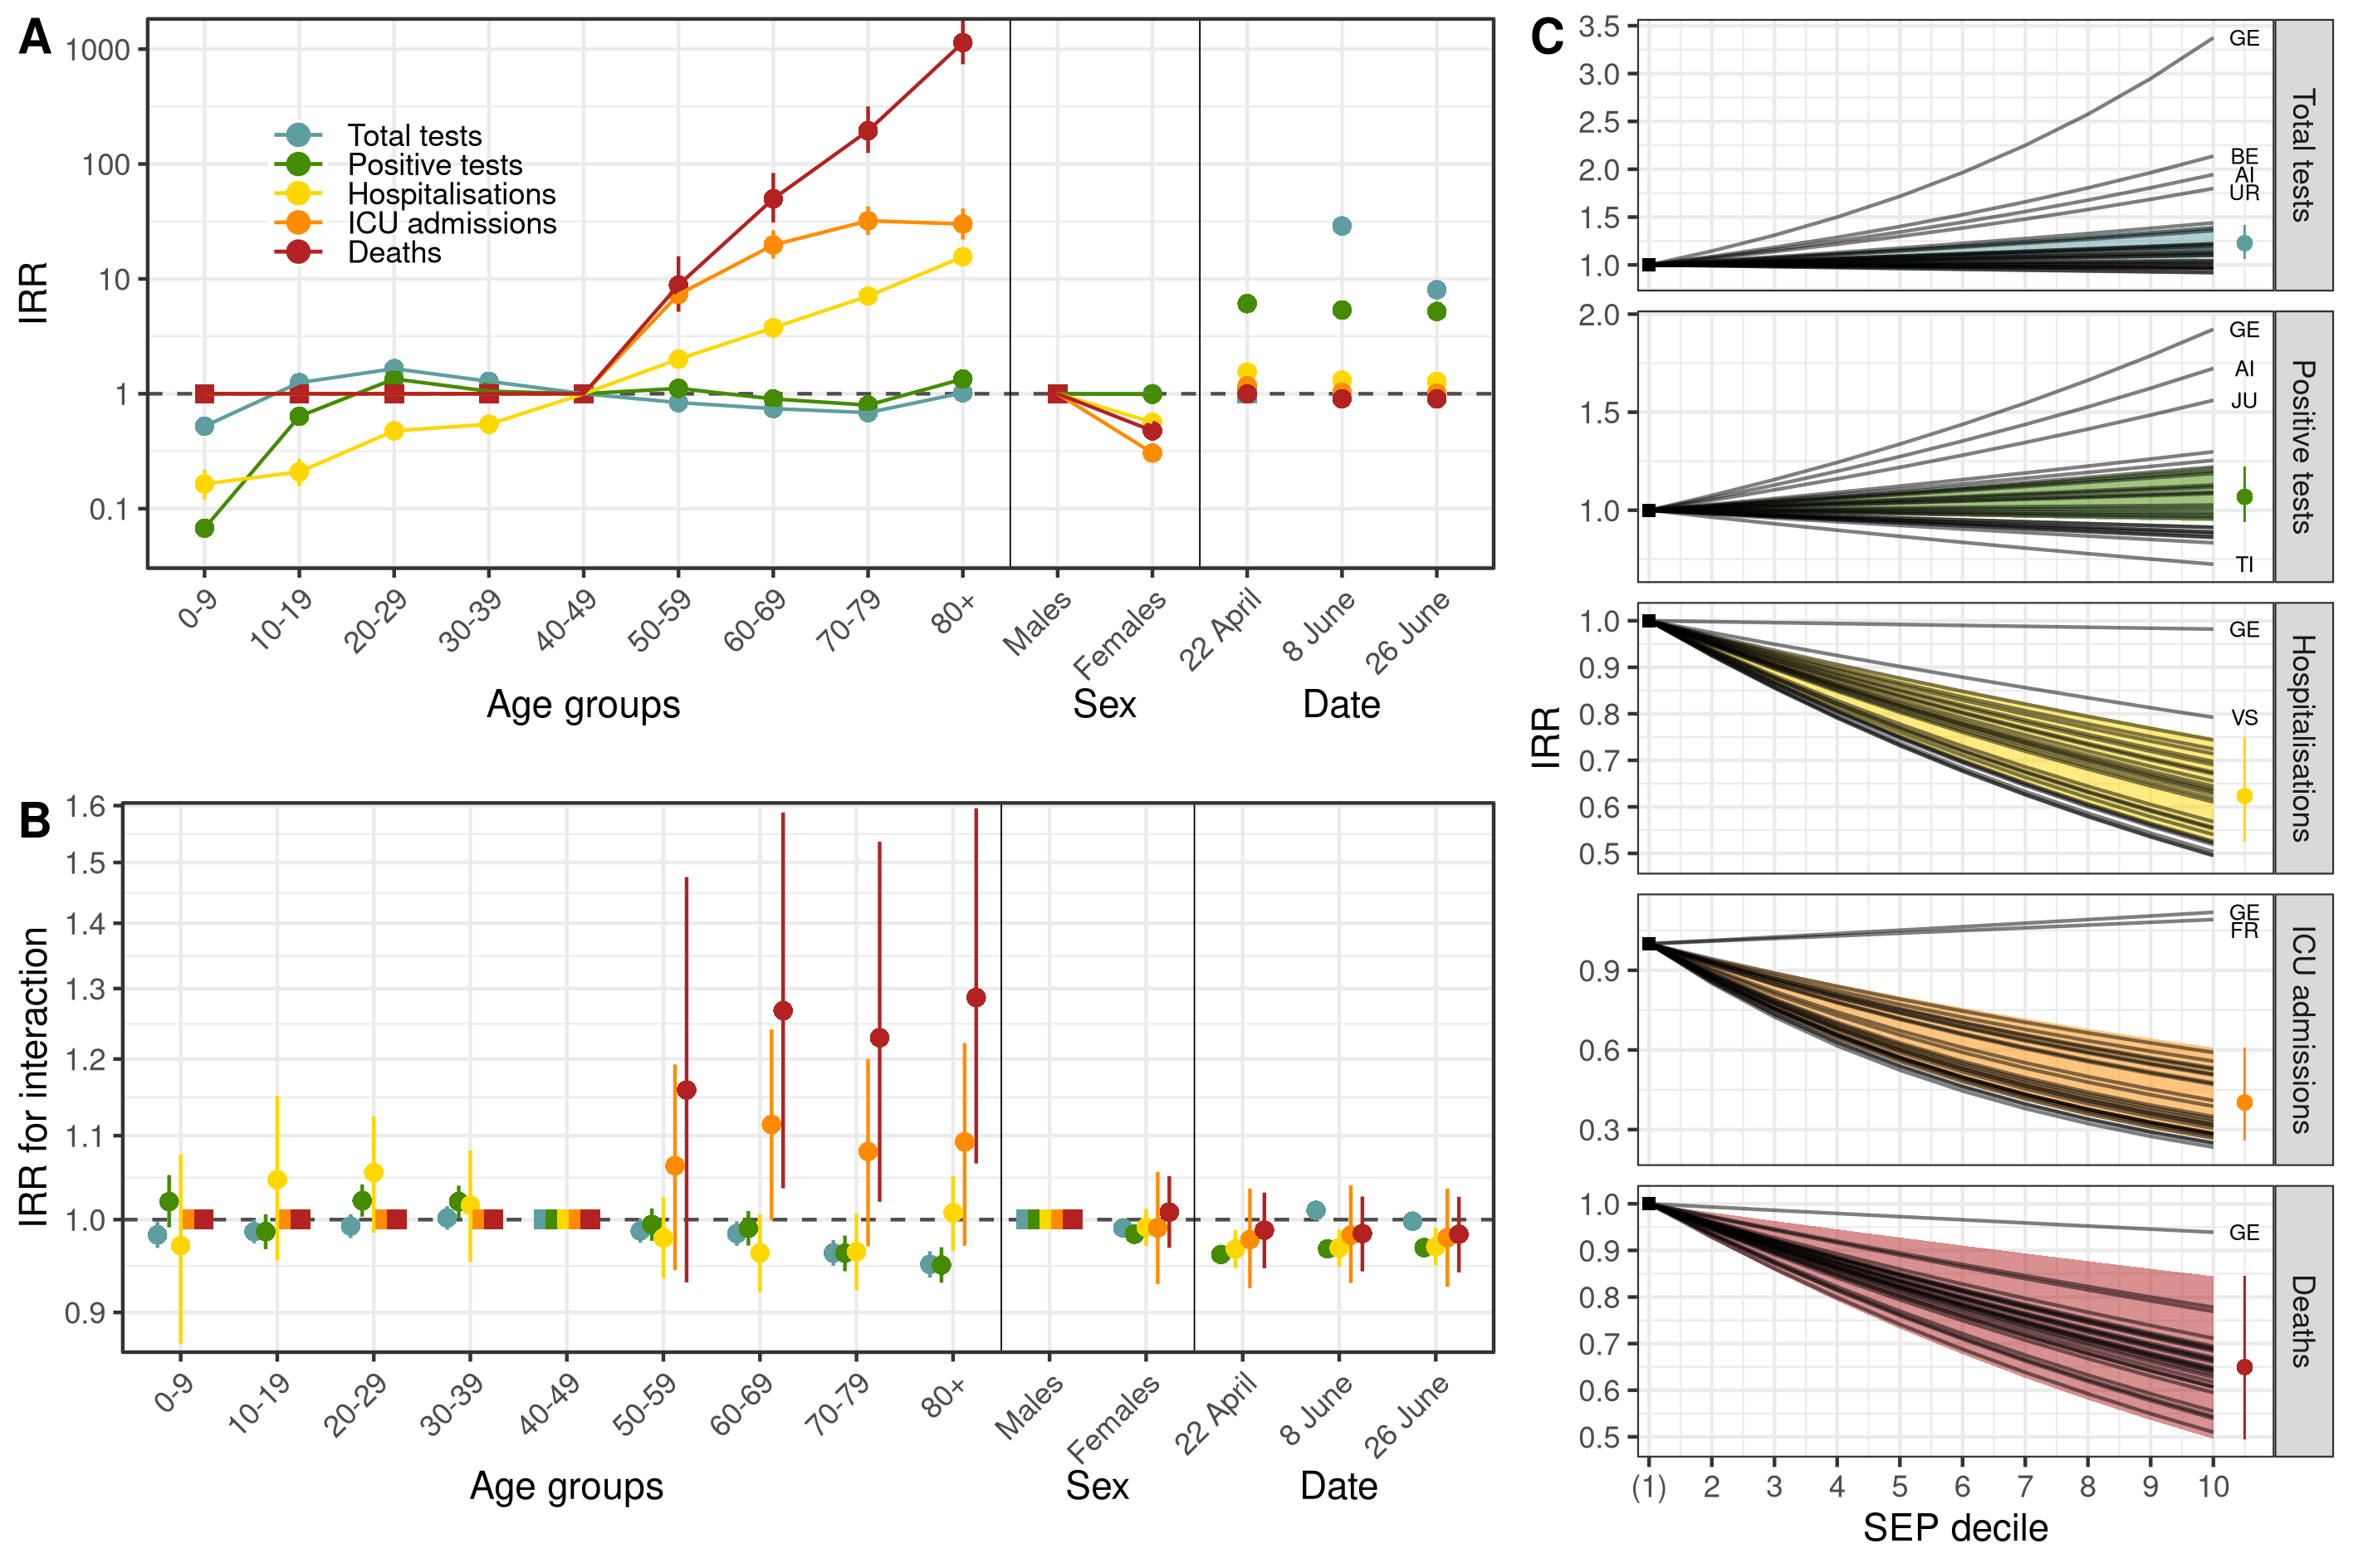 A
1000
100
10
1
0.1
IRR
Total tests
Positive tests
Hospitalisations
ICU admissions
Deaths
0-9
10-19
20-29
30-39
40-49
50-59
60-69
70-79
80+
Males
Females
22 April
8 June
26 June
Age groups
Sex
Date
B
1.6
1.5
1.4
1.3
1.2
1.1
1.0
0.9
IRR for interaction
0-9
10-19
20-29
30-39
40-49
50-59
60-69
70-79
80+
Males
Females
22 April
8 June
26 June
Age groups
Sex
Date
C
IRR
3.5
3.0
2.5
2.0
1.5
1.0
GE
BE
AI
UR
Total tests
2.0
1.5
1.0
GE
AI
JU
TI
Positive tests
1.0
0.9
0.8
0.7
0.6
0.5
GE
VS
Hospitalisations
0.9
0.6
0.3
GE
FR
ICU admissions
1.0
0.9
0.8
0.7
0.6
0.5
GE
Deaths
(1)
2
3
4
5
6
7
8
9
10
SEP decile